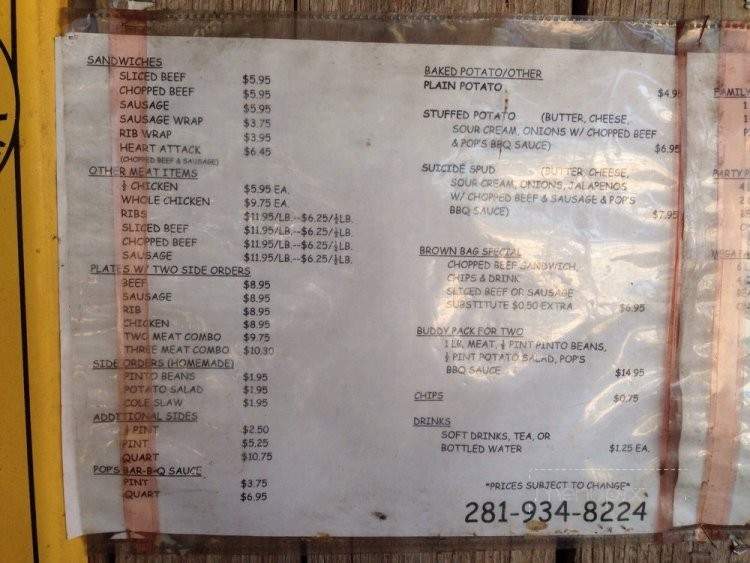 SANDWICHES
SLICED BEEF $5.95
CHOPPED BEEF $5.95
SAUSAGE $5.95
SAUSAGE WRAP $3.75
RIB WRAP $3.95
HEART ATTACK $6.45
(CHOPPED BEEF & SAUSAGE)
OTHER MEAT ITEMS
½ CHICKEN $5.95 EA.
WHOLE CHICKEN $9.75 EA.
RIBS $11.95/LB.--$6.25/½LB.
SLICED BEEF $11.95/LB.--$6.25/½LB.
CHOPPED BEEF $11.95/LB.--$6.25/½LB.
SAUSAGE $11.95/LB.--$6.25/½LB.
PLATES W/ TWO SIDE ORDERS
BEEF $8.95
SAUSAGE $8.95
RIB $8.95
CHICKEN $8.95
TWO MEAT COMBO $9.75
THREE MEAT COMBO $10.30
SIDE ORDERS (HOMEMADE)
PINTO BEANS $1.95
POTATO SALAD $1.95
COLE SLAW $1.95
ADDITIONAL SIDES
½ PINT $2.50
PINT $5.25
QUART $10.75
POP'S BAR-B-Q SAUCE
PINT $3.75
QUART $6.95
BAKED POTATO/OTHER
PLAIN POTATO $4.9
STUFFED POTATO (BUTTER, CHEESE,
SOUR CREAM, ONIONS W/ CHOPPED BEEF
& POP'S BBQ SAUCE) $6.95
SUICIDE SPUD (BUTTER, CHEESE,
SOUR CREAM, ONIONS, JALAPENOS
W/ CHOPPED BEEF & SAUSAGE & POP'S
BBQ SAUCE) $7.95
BROWN BAG SPECIAL
CHOPPED BEEF SANDWICH,
CHIPS & DRINK
SLICED BEEF OR SAUSAGE
SUBSTITUTE $0.50 EXTRA $6.95
BUDDY PACK FOR TWO
1 LB. MEAT, ½ PINT PINTO BEANS,
½ PINT POTATO SALAD, POP'S
BBQ SAUCE $14.95
CHIPS $0.75
DRINKS
SOFT DRINKS, TEA, OR
BOTTLED WATER $1.25 EA.
*PRICES SUBJECT TO CHANGE*
281-934-8224
FAMILY
PARTY P